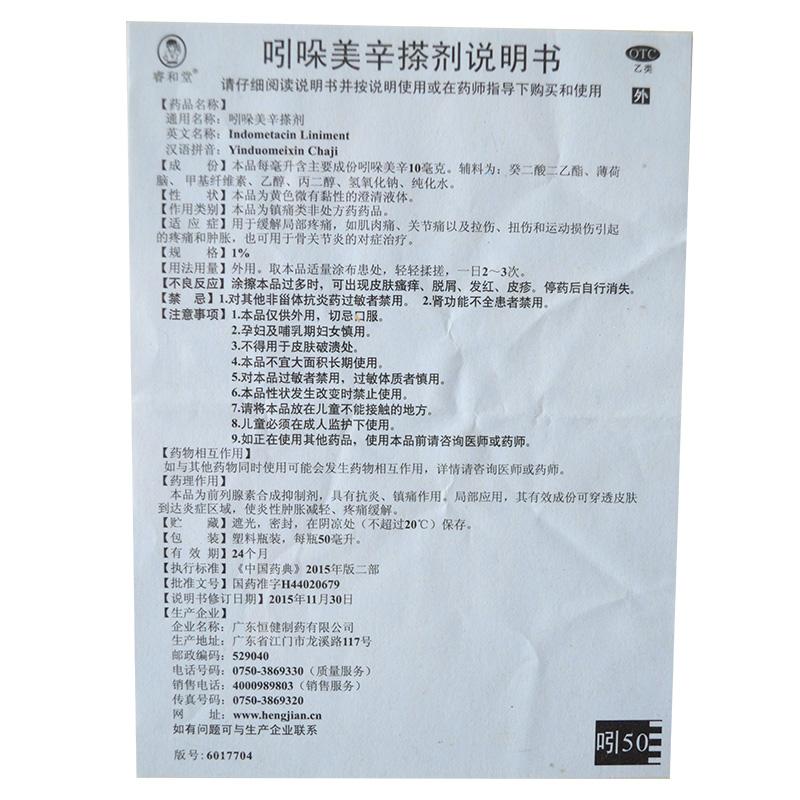 睿和堂®
吲哚美辛搽剂说明书
OTC
乙类
请仔细阅读说明书并按说明使用或在药师指导下购买和使用
外
【药品名称】
通用名称：吲哚美辛搽剂
英文名称：Indometacin Liniment
汉语拼音：Yinduomeixin Chaji
【成　份】本品每毫升含主要成份吲哚美辛10毫克。辅料为：癸二酸二乙酯、薄荷
脑、甲基纤维素、乙醇、丙二醇、氢氧化钠、纯化水。
【性　状】本品为黄色微有黏性的澄清液体。
【作用类别】本品为镇痛类非处方药药品。
【适 应 症】用于缓解局部疼痛，如肌肉痛、关节痛以及拉伤、扭伤和运动损伤引起
的疼痛和肿胀，也可用于骨关节炎的对症治疗。
【规　格】1%
【用法用量】外用。取本品适量涂布患处，轻轻揉搓，一日2～3次。
【不良反应】涂擦本品过多时，可出现皮肤瘙痒、脱屑、发红、皮疹。停药后自行消失。
【禁　忌】1.对其他非甾体抗炎药过敏者禁用。 2.肾功能不全患者禁用。
【注意事项】1.本品仅供外用，切忌口服。
2.孕妇及哺乳期妇女慎用。
3.不得用于皮肤破溃处。
4.本品不宜大面积长期使用。
5.对本品过敏者禁用，过敏体质者慎用。
6.本品性状发生改变时禁止使用。
7.请将本品放在儿童不能接触的地方。
8.儿童必须在成人监护下使用。
9.如正在使用其他药品，使用本品前请咨询医师或药师。
【药物相互作用】
如与其他药物同时使用可能会发生药物相互作用，详情请咨询医师或药师。
【药理作用】
本品为前列腺素合成抑制剂，具有抗炎、镇痛作用。局部应用，其有效成份可穿透皮肤
到达炎症区域，使炎性肿胀减轻、疼痛缓解。
【贮　藏】遮光，密封，在阴凉处（不超过20℃）保存。
【包　装】塑料瓶装，每瓶50毫升。
【有 效 期】24个月
【执行标准】《中国药典》2015年版二部
【批准文号】国药准字H44020679
【说明书修订日期】2015年11月30日
【生产企业】
企业名称：广东恒健制药有限公司
生产地址：广东省江门市龙溪路117号
邮政编码：529040
电话号码：0750-3869330（质量服务）
销售电话：4000989803（销售服务）
传真号码：0750-3869320
网　址：www.hengjian.cn
如有问题可与生产企业联系
吲50
版号：6017704